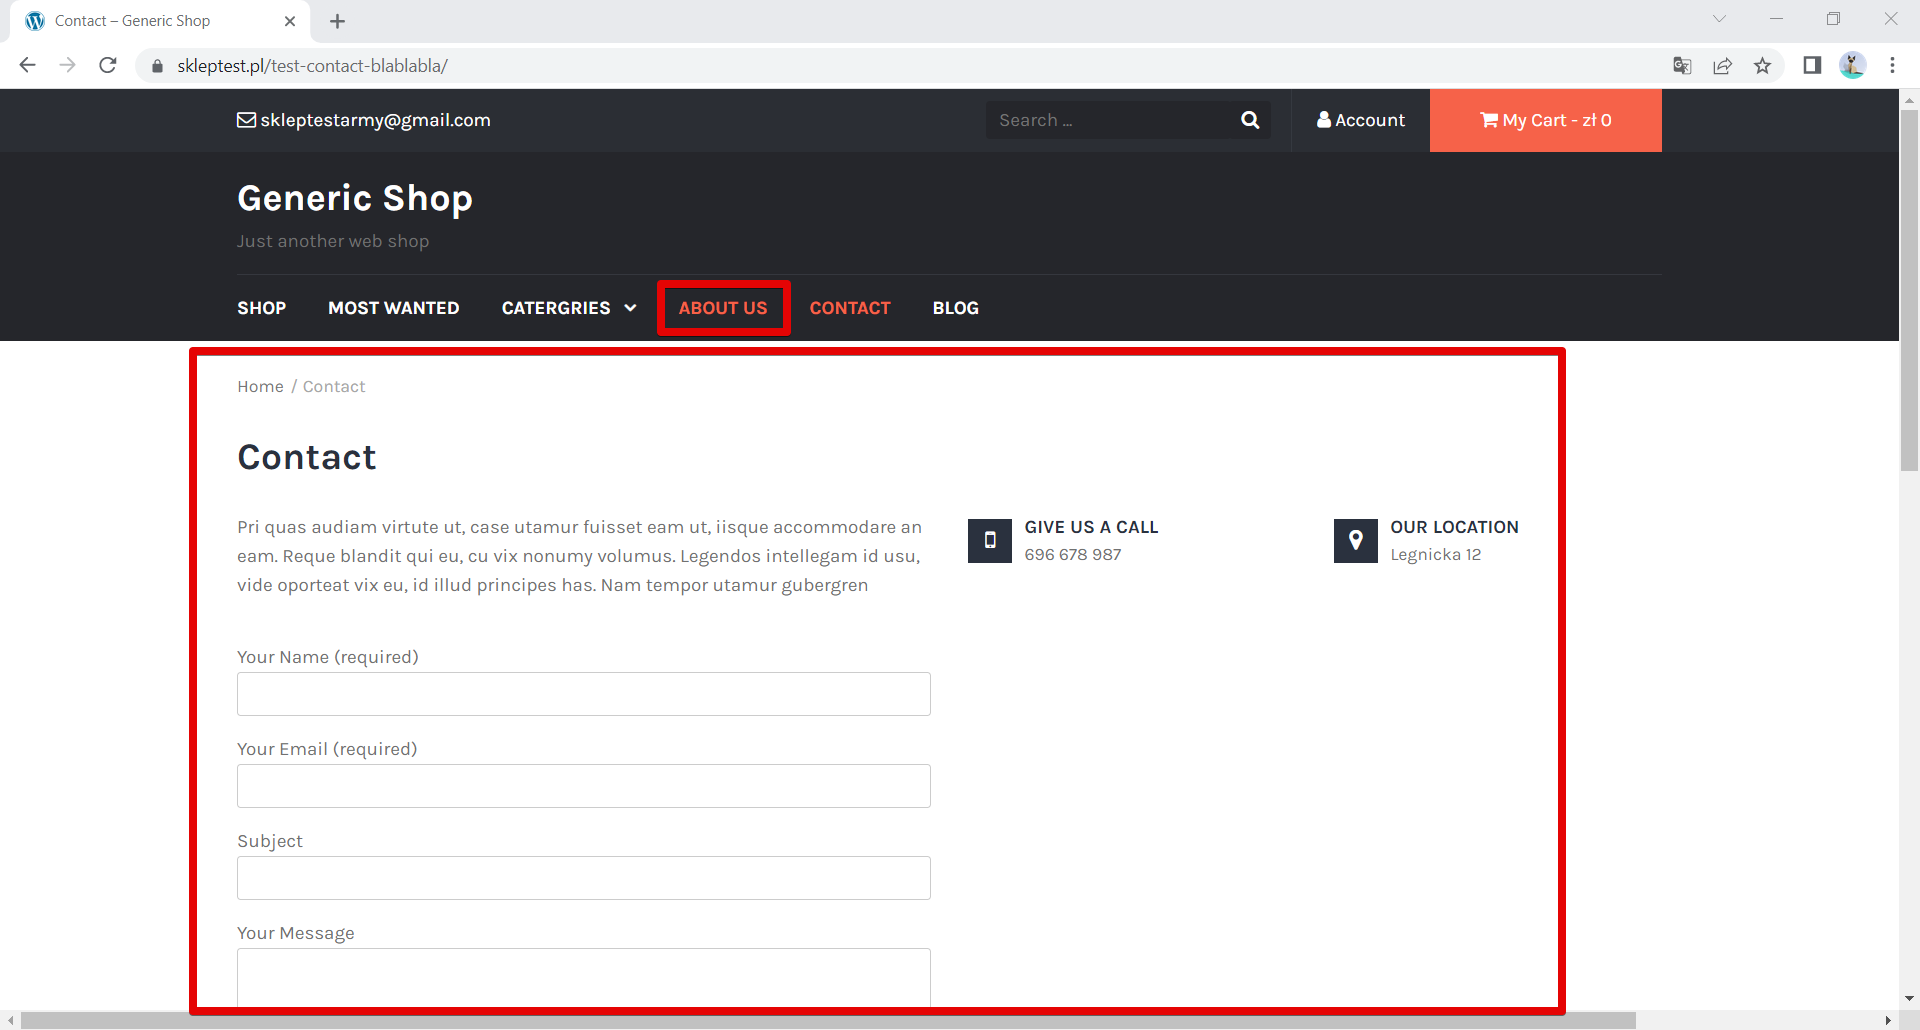 Contact – Generic Shop
skleptest.pl/test-contact-blablabla/
skleptestarmy@gmail.com
Search ...
Account
My Cart - zł 0
Generic Shop
Just another web shop
SHOP MOST WANTED CATERGRIES ABOUT US CONTACT BLOG
Home / Contact
Contact
Pri quas audiam virtute ut, case utamur fuisset eam ut, iisque accommodare an
eam. Reque blandit qui eu, cu vix nonumy volumus. Legendos intellegam id usu,
vide oporteat vix eu, id illud principes has. Nam tempor utamur gubergren
GIVE US A CALL
696 678 987
OUR LOCATION
Legnicka 12
Your Name (required)
Your Email (required)
Subject
Your Message